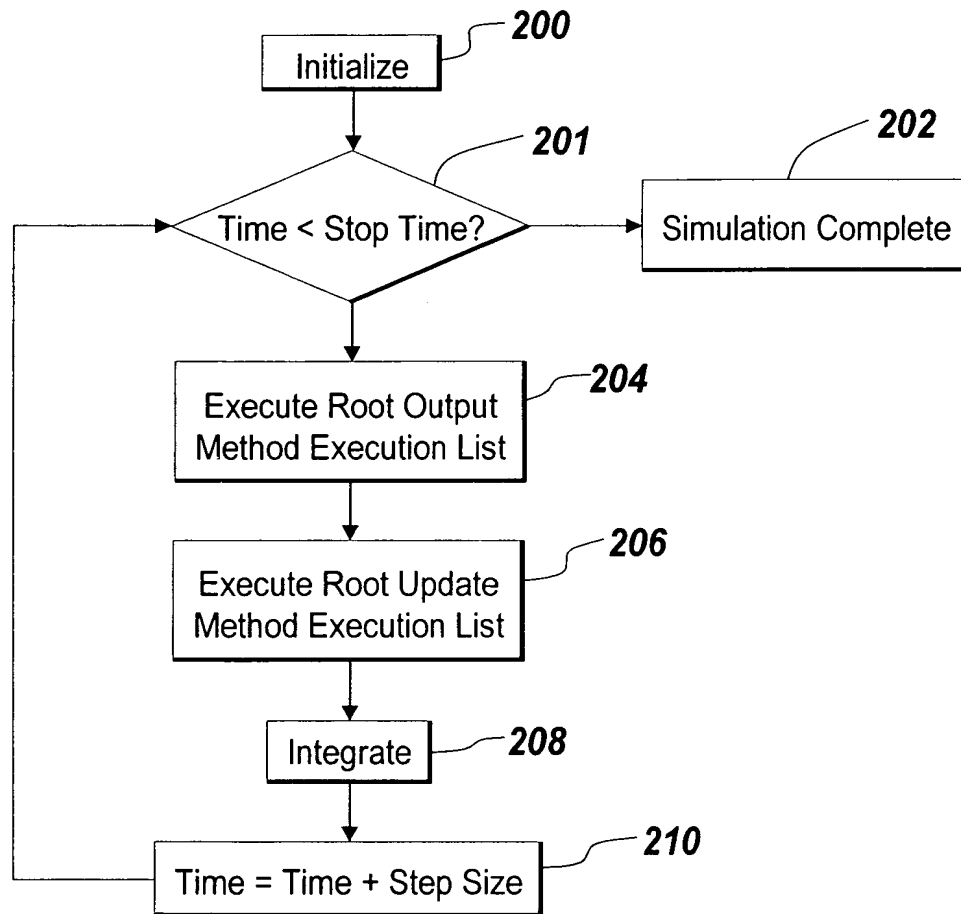 200
Initialize
201
202
Time < Stop Time?
Simulation Complete
204
Execute Root Output
Method Execution List
206
Execute Root Update
Method Execution List
208
Integrate
210
Time = Time + Step Size